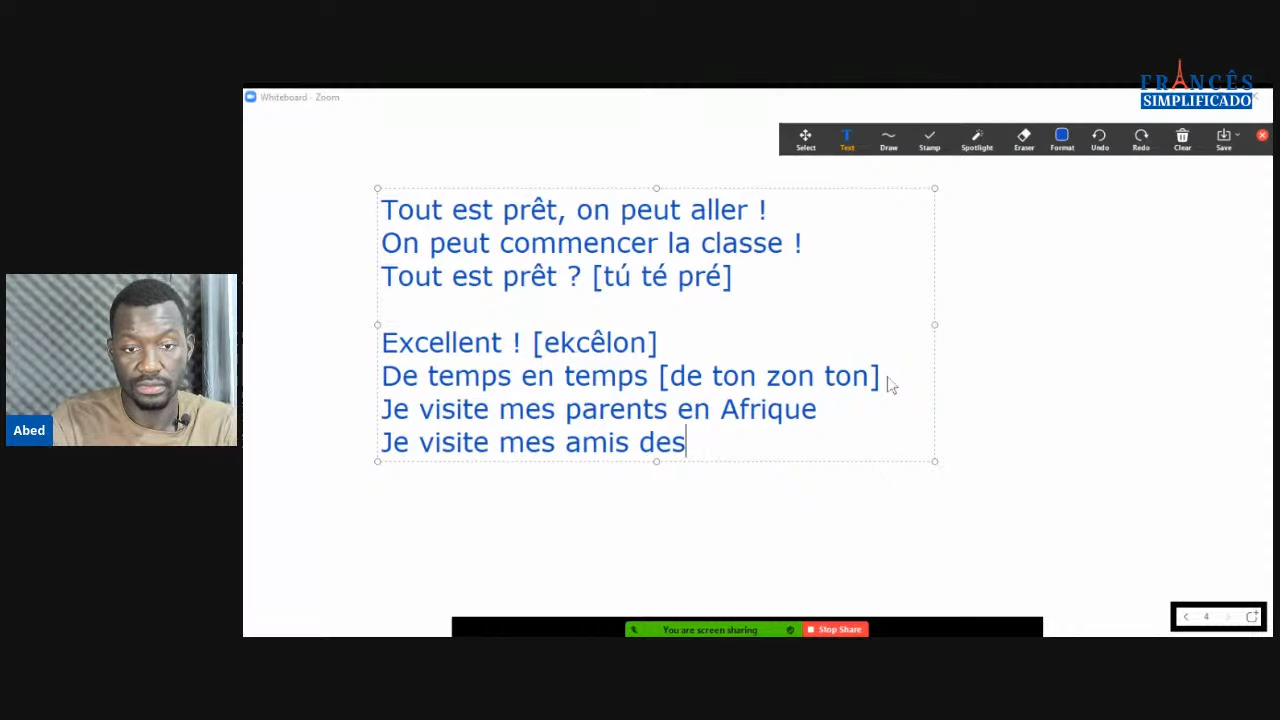 FRANCÊS
SIMPLIFICADO
Whiteboard - Zoom
Select
Text
Draw
Stamp
Spotlight
Eraser
Format
Undo
Redo
Clear
Save
Tout est prêt, on peut aller !
On peut commencer la classe !
Tout est prêt ? [tú té pré]
Excellent ! [ekcêlon]
De temps en temps [de ton zon ton]
Je visite mes parents en Afrique
Je visite mes amis des
Abed
4
You are screen sharing
Stop Share